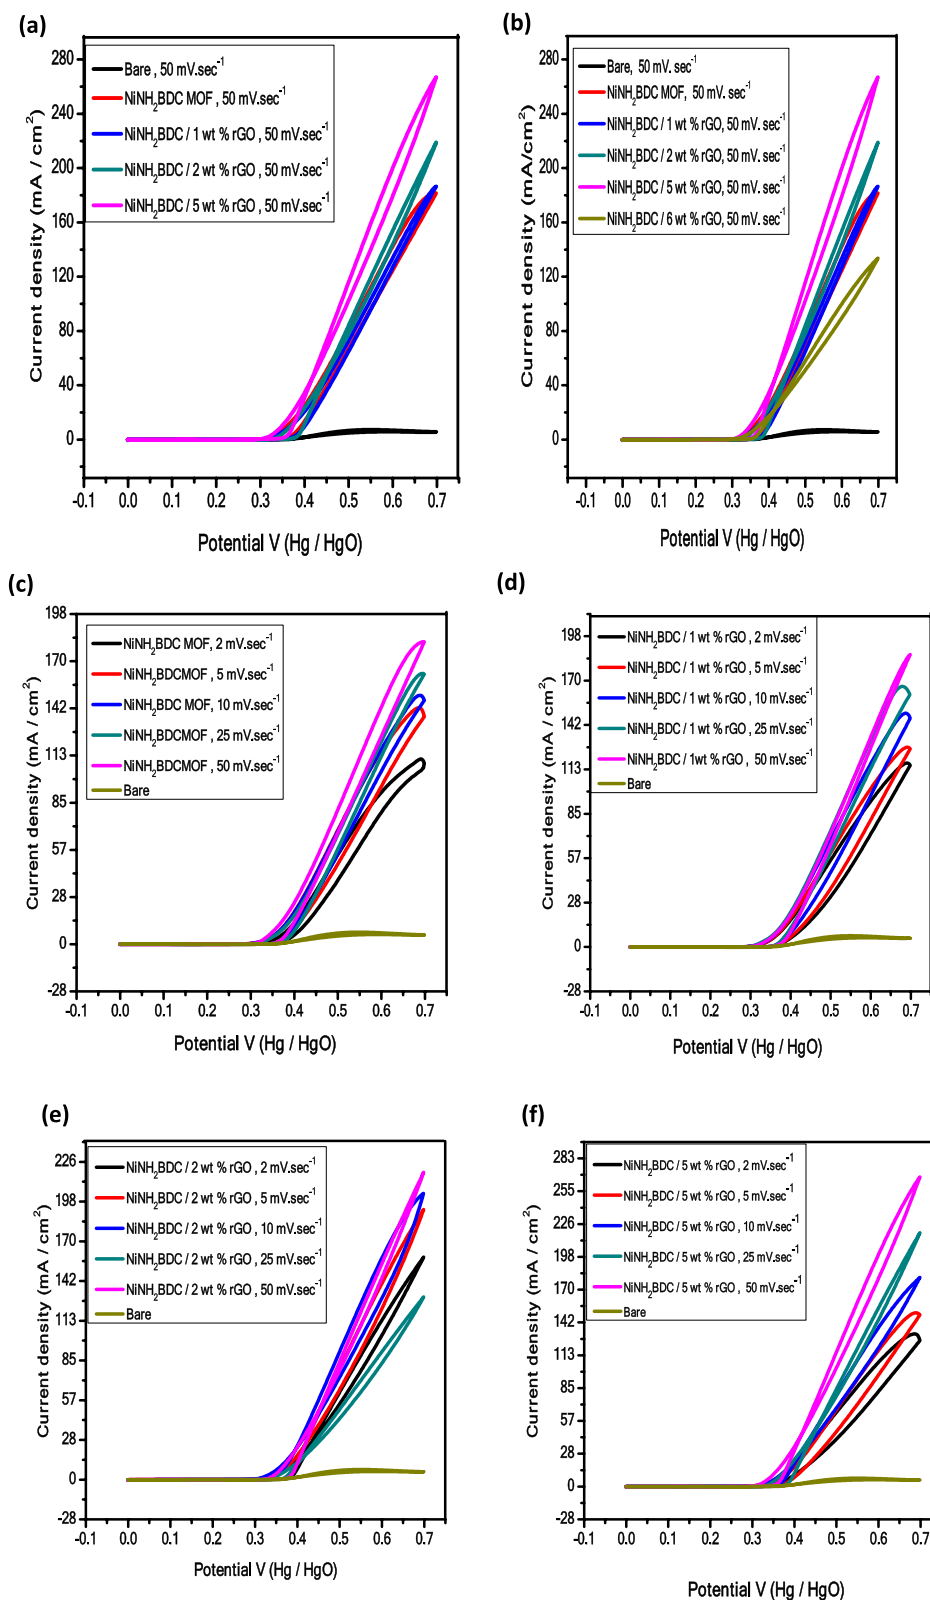 (a)
Bare , 50 mV.sec⁻¹
NiNH₂BDC MOF , 50 mV.sec⁻¹
NiNH₂BDC / 1 wt % rGO , 50 mV.sec⁻¹
NiNH₂BDC / 2 wt % rGO , 50 mV.sec⁻¹
NiNH₂BDC / 5 wt % rGO , 50 mV.sec⁻¹
Current density (mA / cm²)
280
240
200
160
120
80
40
0
-0.1 0.0 0.1 0.2 0.3 0.4 0.5 0.6 0.7
Potential V (Hg / HgO)
(b)
Bare, 50 mV. sec⁻¹
NiNH₂BDC MOF, 50 mV. sec⁻¹
NiNH₂BDC / 1 wt % rGO, 50 mV. sec⁻¹
NiNH₂BDC / 2 wt % rGO, 50 mV. sec⁻¹
NiNH₂BDC / 5 wt % rGO, 50 mV. sec⁻¹
NiNH₂BDC / 6 wt % rGO, 50 mV. sec⁻¹
Current density (mA/cm²)
280
240
200
160
120
80
40
0
-0.1 0.0 0.1 0.2 0.3 0.4 0.5 0.6 0.7
Potential V (Hg / HgO)
(c)
NiNH₂BDC MOF, 2 mV.sec⁻¹
NiNH₂BDCMOF, 5 mV.sec⁻¹
NiNH₂BDC MOF, 10 mV.sec⁻¹
NiNH₂BDCMOF, 25 mV.sec⁻¹
NiNH₂BDCMOF, 50 mV.sec⁻¹
Bare
Current density (mA / cm²)
198
170
142
113
85
57
28
0
-28
-0.1 0.0 0.1 0.2 0.3 0.4 0.5 0.6 0.7
Potential V (Hg / HgO)
(d)
NiNH₂BDC / 1 wt % rGO , 2 mV.sec⁻¹
NiNH₂BDC / 1 wt % rGO , 5 mV.sec⁻¹
NiNH₂BDC / 1 wt % rGO , 10 mV.sec⁻¹
NiNH₂BDC / 1 wt % rGO , 25 mV.sec⁻¹
NiNH₂BDC / 1wt % rGO , 50 mV.sec⁻¹
Bare
Current density (mA / cm²)
198
170
142
113
85
57
28
0
-28
-0.1 0.0 0.1 0.2 0.3 0.4 0.5 0.6 0.7
Potential V (Hg / HgO)
(e)
NiNH₂BDC / 2 wt % rGO , 2 mV.sec⁻¹
NiNH₂BDC / 2 wt % rGO , 5 mV.sec⁻¹
NiNH₂BDC / 2 wt % rGO , 10 mV.sec⁻¹
NiNH₂BDC / 2 wt % rGO , 25 mV.sec⁻¹
NiNH₂BDC / 2 wt % rGO , 50 mV.sec⁻¹
Bare
Current density (mA / cm²)
226
198
170
142
113
85
57
28
0
-28
-0.1 0.0 0.1 0.2 0.3 0.4 0.5 0.6 0.7
Potential V (Hg / HgO)
(f)
NiNH₂BDC / 5 wt % rGO , 2 mV.sec⁻¹
NiNH₂BDC / 5 wt % rGO , 5 mV.sec⁻¹
NiNH₂BDC / 5 wt % rGO , 10 mV.sec⁻¹
NiNH₂BDC / 5 wt % rGO , 25 mV.sec⁻¹
NiNH₂BDC / 5 wt % rGO , 50 mV.sec⁻¹
Bare
Current density (mA / cm²)
283
255
226
198
170
142
113
85
57
28
0
-28
-0.1 0.0 0.1 0.2 0.3 0.4 0.5 0.6 0.7
Potential V (Hg / HgO)